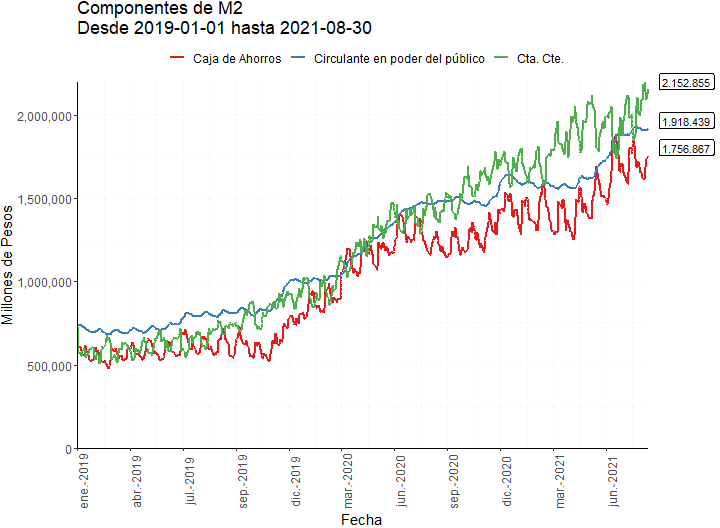 Componentes de M2
Desde 2019-01-01 hasta 2021-08-30
Caja de Ahorros
Circulante en poder del público
Cta. Cte.
Millones de Pesos
2,000,000
1,500,000
1,000,000
500,000
0
2.152.855
1.918.439
1.756.867
ene.-2019
abr.-2019
jul.-2019
sep.-2019
dic.-2019
mar.-2020
jun.-2020
sep.-2020
dic.-2020
mar.-2021
jun.-2021
Fecha